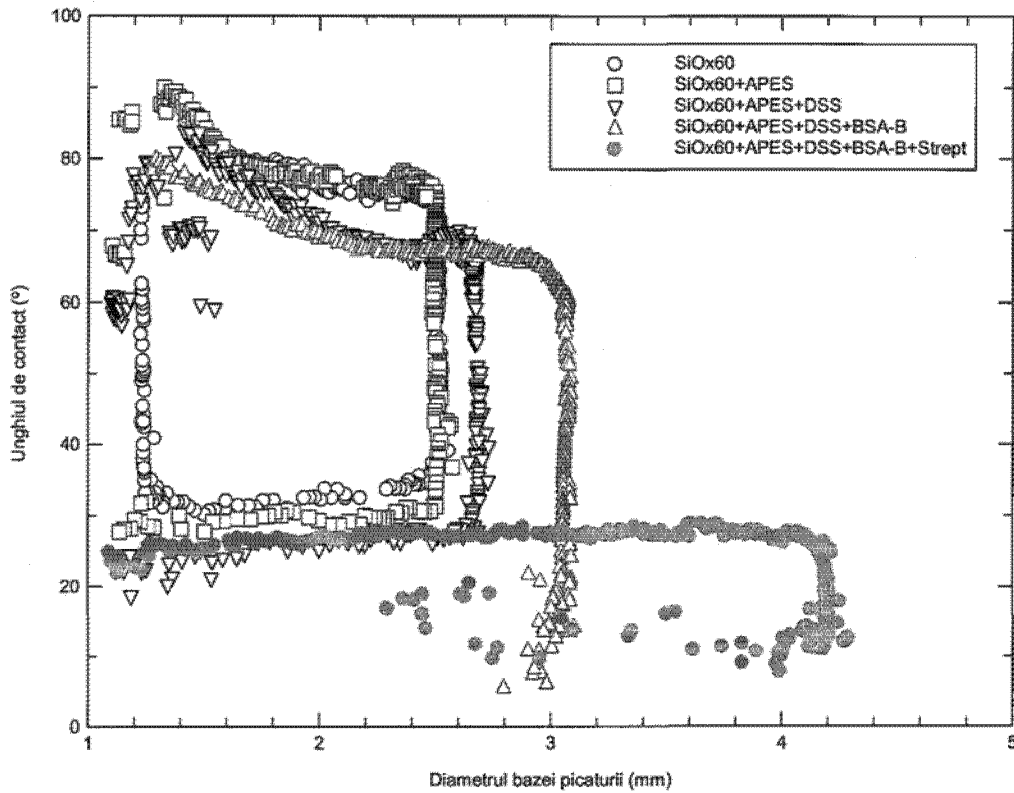 100
80
60
40
20
0
Unghiul de contact (º)
SiOx60
SiOx60+APES
SiOx60+APES+DSS
SiOx60+APES+DSS+BSA-B
SiOx60+APES+DSS+BSA-B+Strept
1 2 3 4 5
Diametrul bazei picaturii (mm)